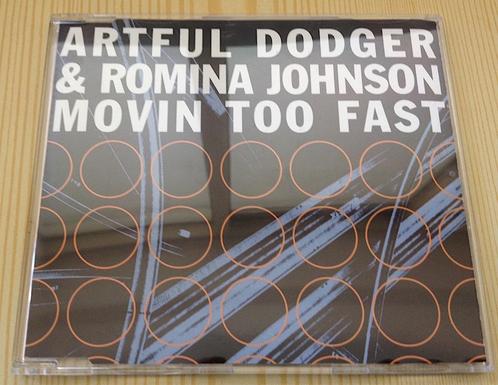 ARTFUL DODGER
& ROMINA JOHNSON
MOVIN TOO FAST